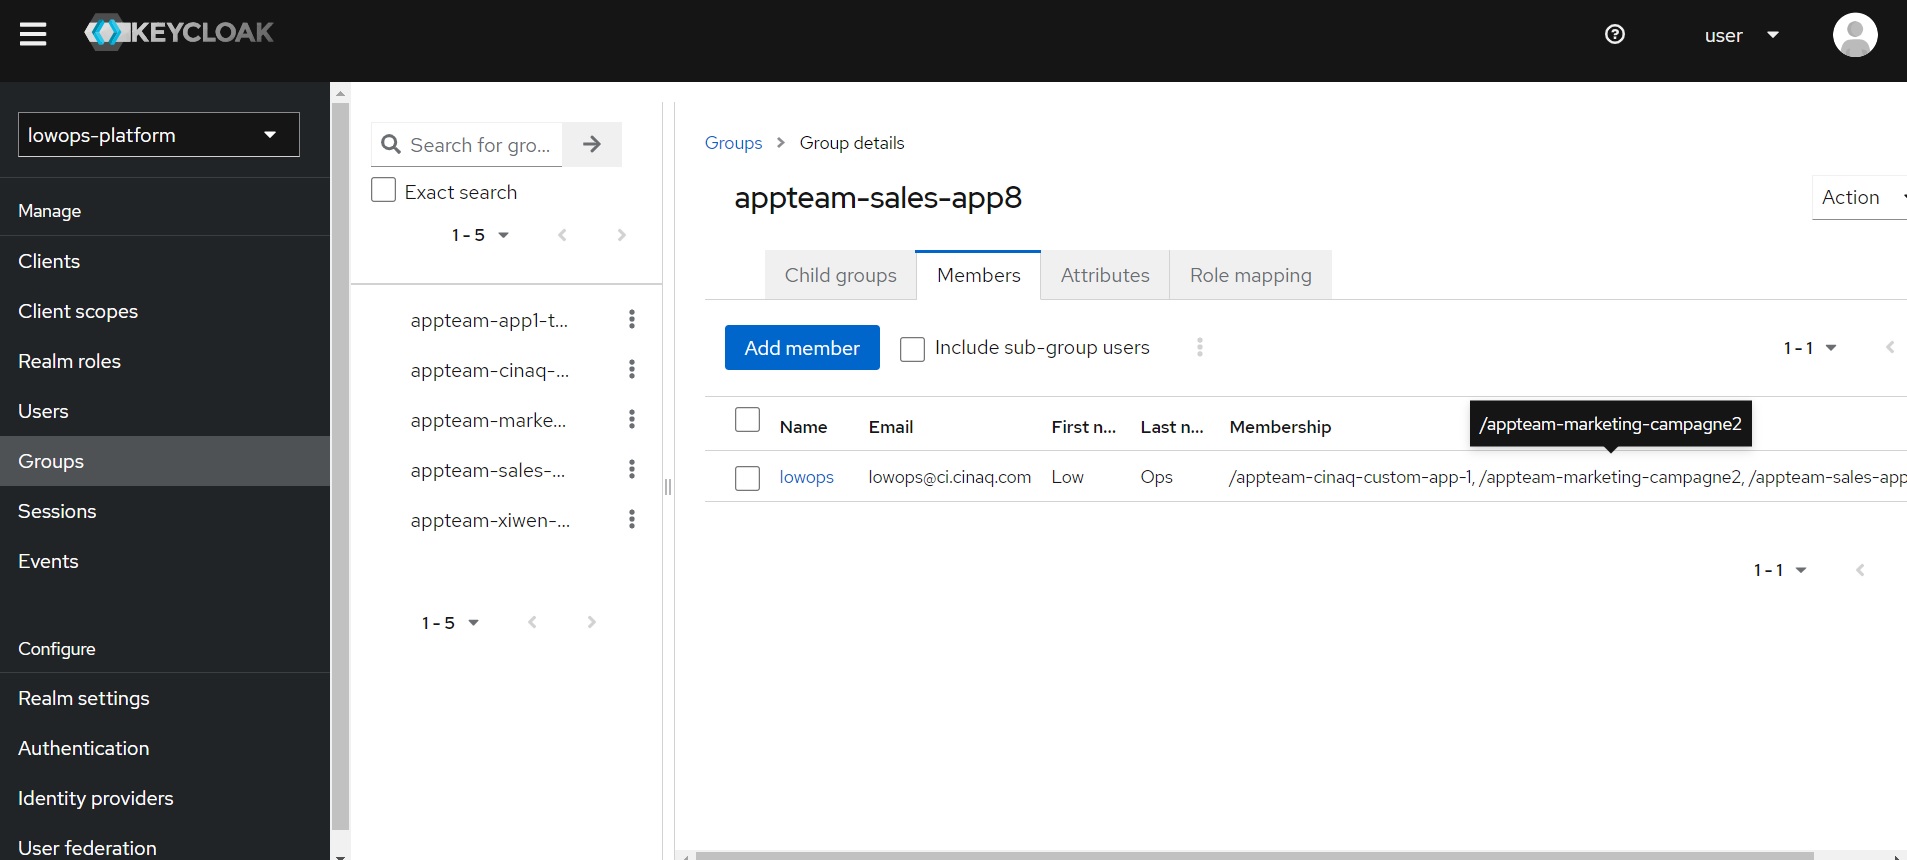 KEYCLOAK
user
lowops-platform
Manage
Clients
Client scopes
Realm roles
Users
Groups
Sessions
Events
Configure
Realm settings
Authentication
Identity providers
User federation
Search for gro...
Exact search
1 - 5
appteam-app1-t...
appteam-cinaq-...
appteam-marke...
appteam-sales-...
appteam-xiwen-...
1 - 5
Groups > Group details
appteam-sales-app8
Action
Child groups Members Attributes Role mapping
Add member Include sub-group users 1 - 1
/appteam-marketing-campagne2
Name Email First n... Last n... Membership
lowops lowops@ci.cinaq.com Low Ops /appteam-cinaq-custom-app-1, /appteam-marketing-campagne2, /appteam-sales-app
1 - 1